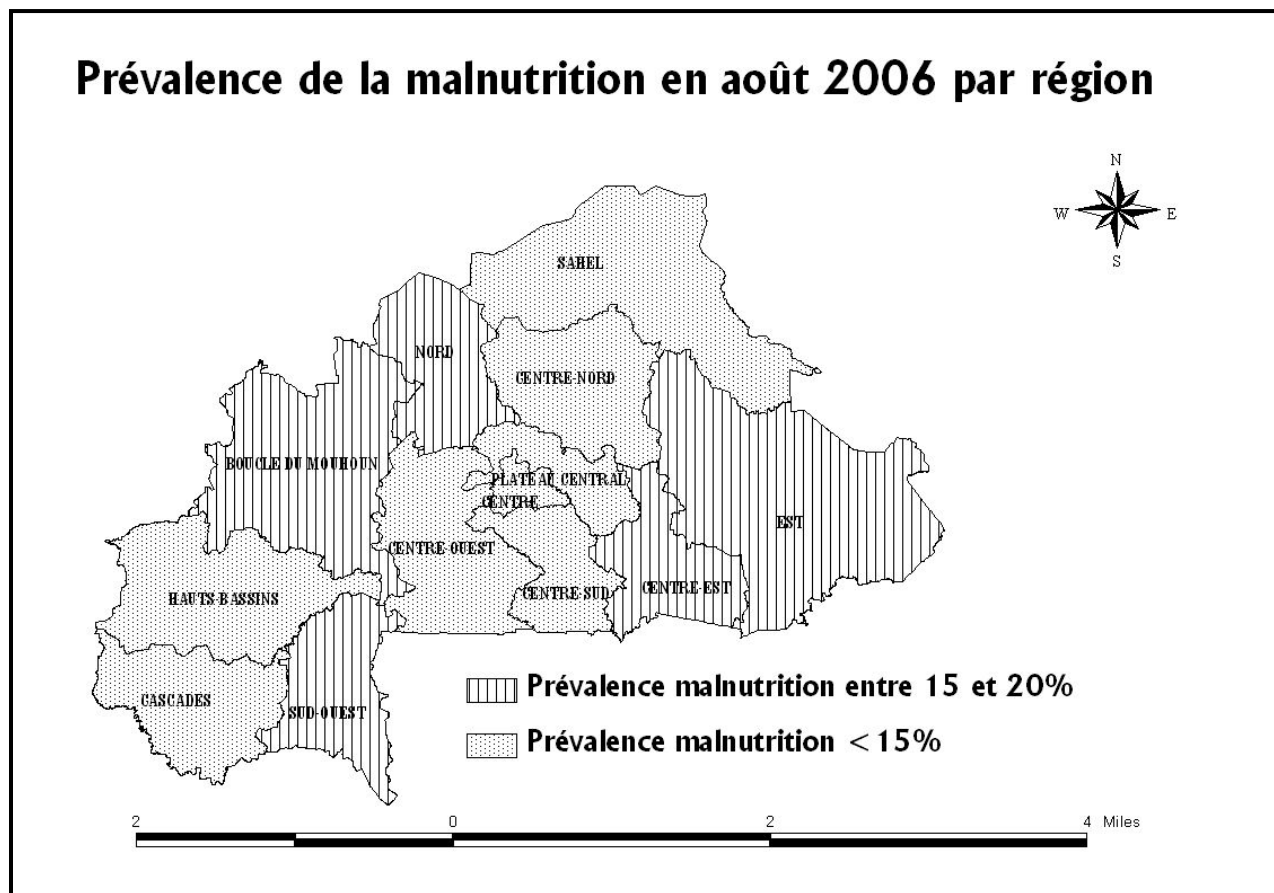 Prévalence de la malnutrition en août 2006 par région
N
W E
S
SAHEL
NORD
CENTRE-NORD
BOUCLE DU MOUHOUN
PLATEAU CENTRAL
CENTRE
EST
CENTRE-OUEST
CENTRE-EST
CENTRE-SUD
HAUTS-BASSINS
CASCADES
SUD-OUEST
Prévalence malnutrition entre 15 et 20%
Prévalence malnutrition < 15%
2 0 2 4 Miles